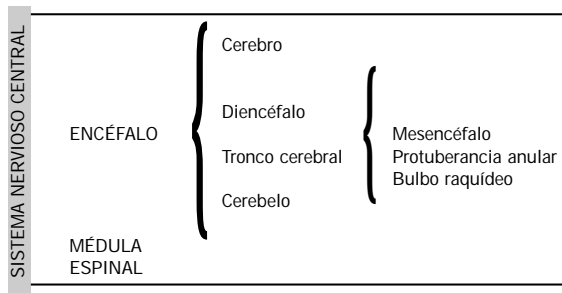 SISTEMA NERVIOSO CENTRAL
ENCÉFALO
Cerebro
Diencéfalo
Tronco cerebral
Cerebelo
Mesencéfalo
Protuberancia anular
Bulbo raquídeo
MÉDULA
ESPINAL